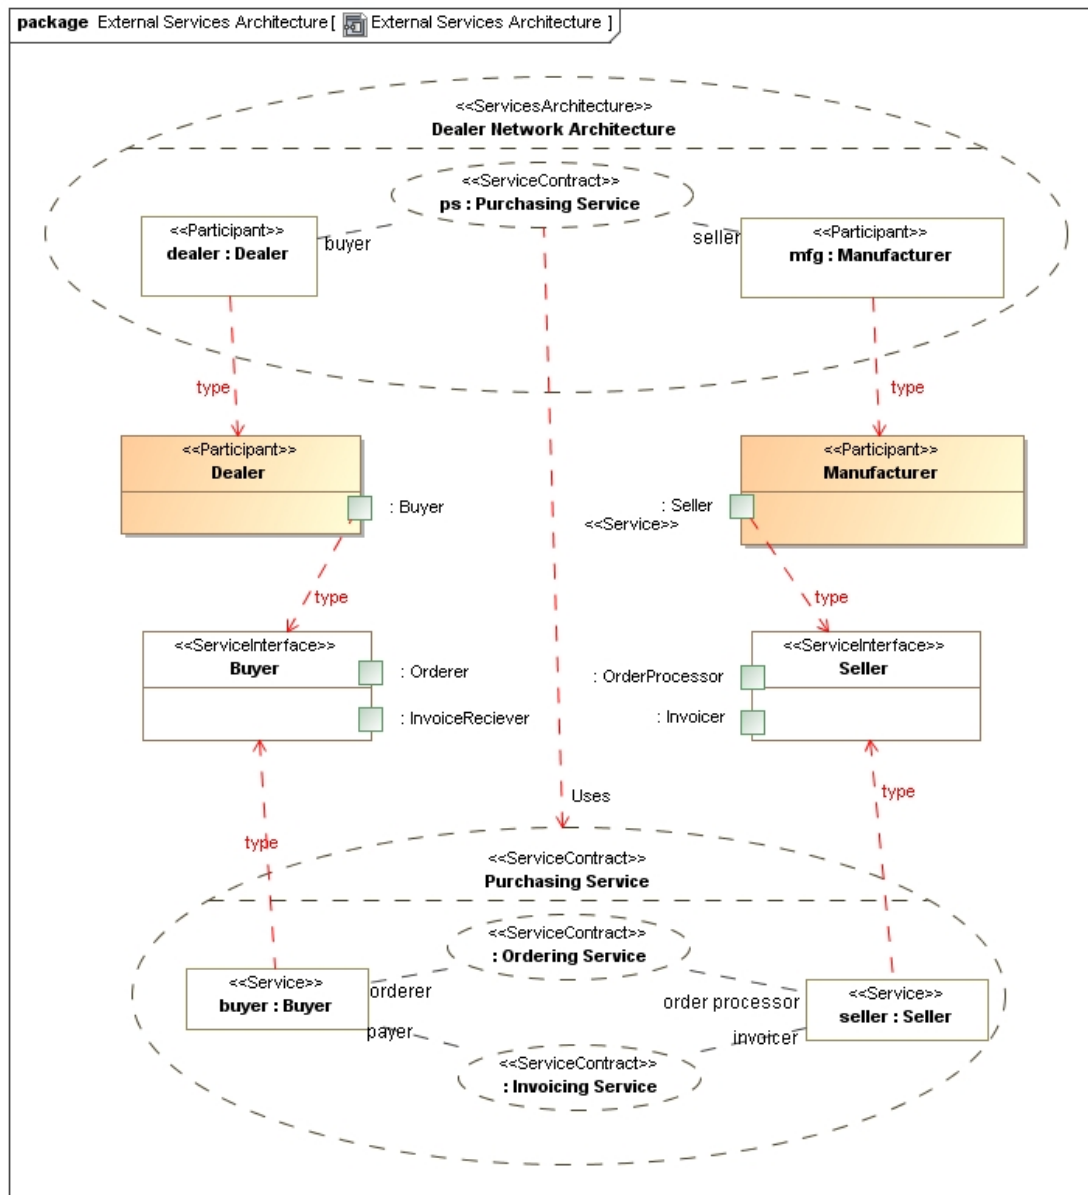 package External Services Architecture [ External Services Architecture ]
<<ServicesArchitecture>>
Dealer Network Architecture
<<ServiceContract>>
ps : Purchasing Service
<<Participant>>
dealer : Dealer
buyer
seller
<<Participant>>
mfg : Manufacturer
type
type
<<Participant>>
Dealer
: Buyer
<<Participant>>
Manufacturer
: Seller
<<Service>>
type
type
<<ServiceInterface>>
Buyer
: Orderer
: InvoiceReciever
<<ServiceInterface>>
Seller
: OrderProcessor
: Invoicer
Uses
type
type
<<ServiceContract>>
Purchasing Service
<<ServiceContract>>
: Ordering Service
<<Service>>
buyer : Buyer
orderer
payer
order processor
invoicer
<<Service>>
seller : Seller
<<ServiceContract>>
: Invoicing Service